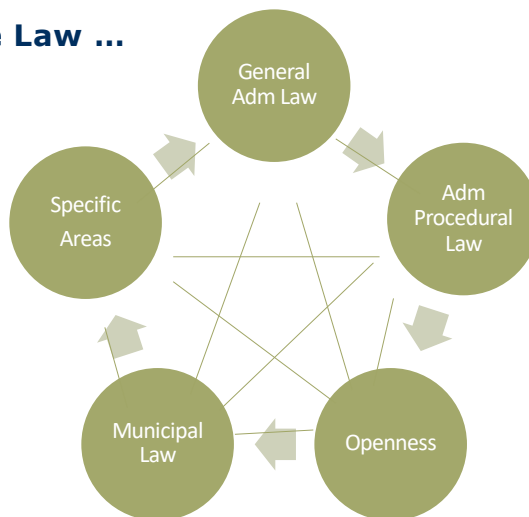 Law ...
General
Adm Law
Adm
Procedural
Law
Openness
Municipal
Law
Specific
Areas